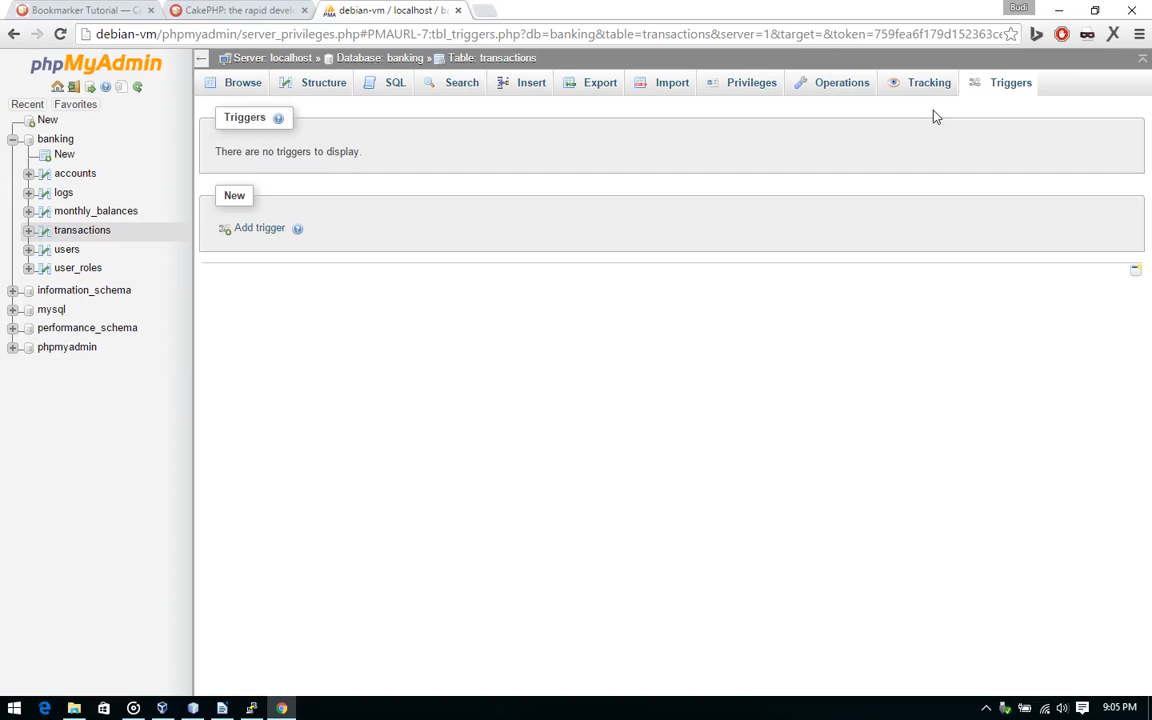 Bookmarker Tutorial — C
CakePHP: the rapid devel
debian-vm / localhost / ba
Budi
debian-vm/phpmyadmin/server_privileges.php#PMAURL-7:tbl_triggers.php?db=banking&table=transactions&server=1&target=&token=759fea6f179d152363cc
phpMyAdmin
Server: localhost » Database: banking » Table: transactions
Browse Structure SQL Search Insert Export Import Privileges Operations Tracking Triggers
Recent Favorites
New
banking
New
accounts
logs
monthly_balances
transactions
users
user_roles
information_schema
mysql
performance_schema
phpmyadmin
Triggers
There are no triggers to display.
New
Add trigger
9:05 PM